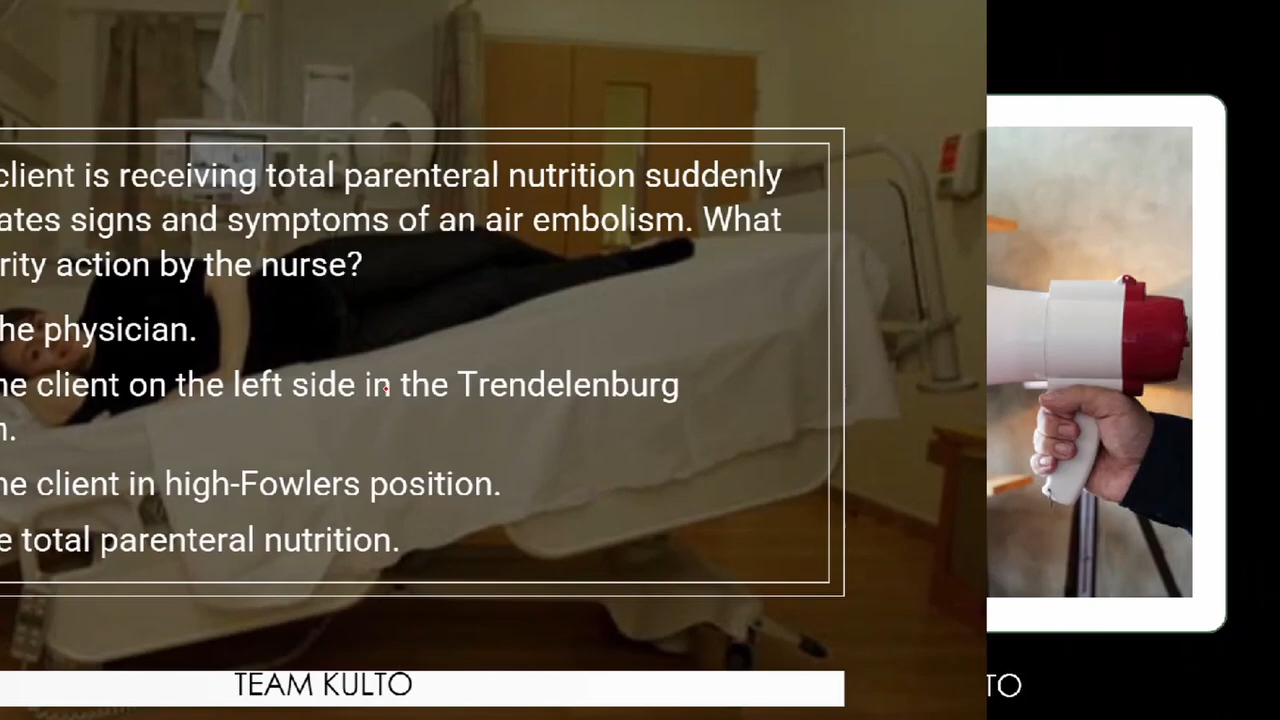 client is receiving total parenteral nutrition suddenly
ates signs and symptoms of an air embolism. What
rity action by the nurse?
he physician.
ne client on the left side in the Trendelenburg
n.
ne client in high-Fowlers position.
e total parenteral nutrition.
TEAM KULTO
TO